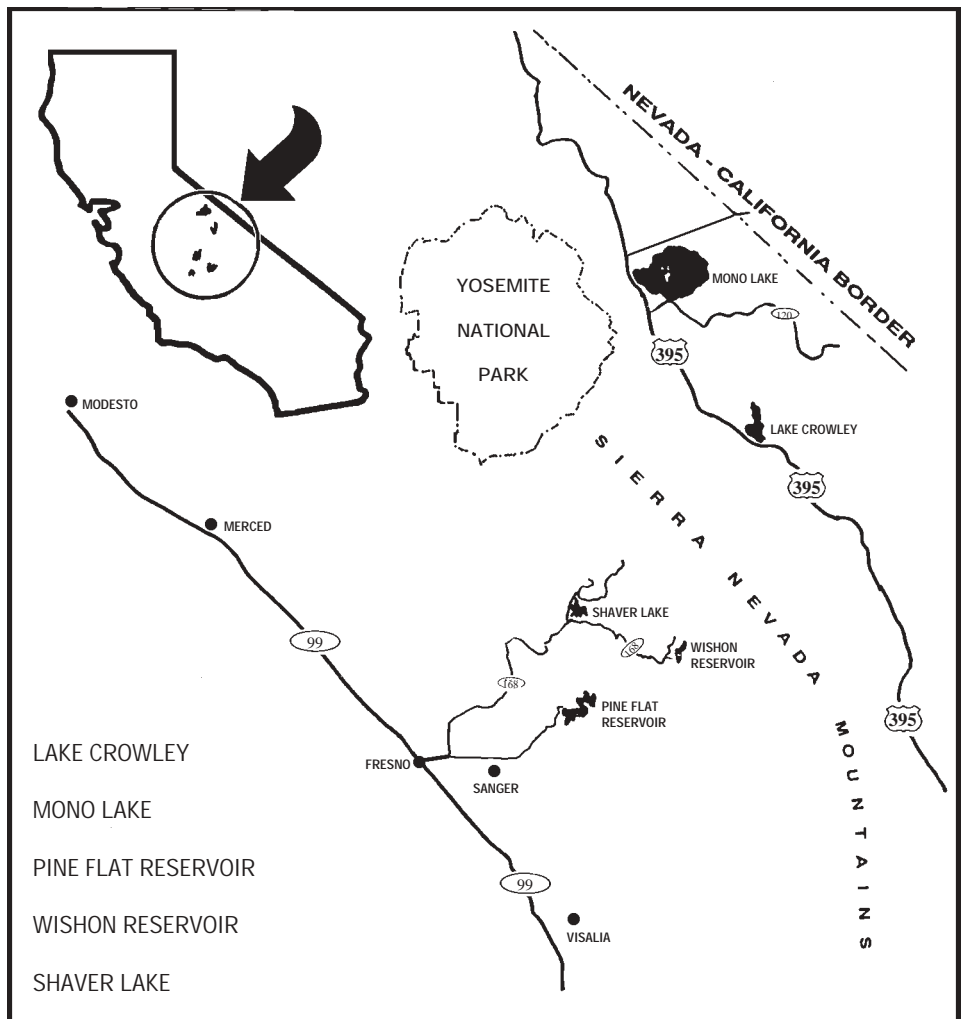 NEVADA - CALIFORNIA BORDER
YOSEMITE
NATIONAL
PARK
MONO LAKE
120
395
MODESTO
LAKE CROWLEY
SIERRA NEVADA MOUNTAINS
395
MERCED
SHAVER LAKE
99
168
WISHON
RESERVOIR
168
PINE FLAT
RESERVOIR
395
LAKE CROWLEY
FRESNO
SANGER
MONO LAKE
PINE FLAT RESERVOIR
99
WISHON RESERVOIR
VISALIA
SHAVER LAKE